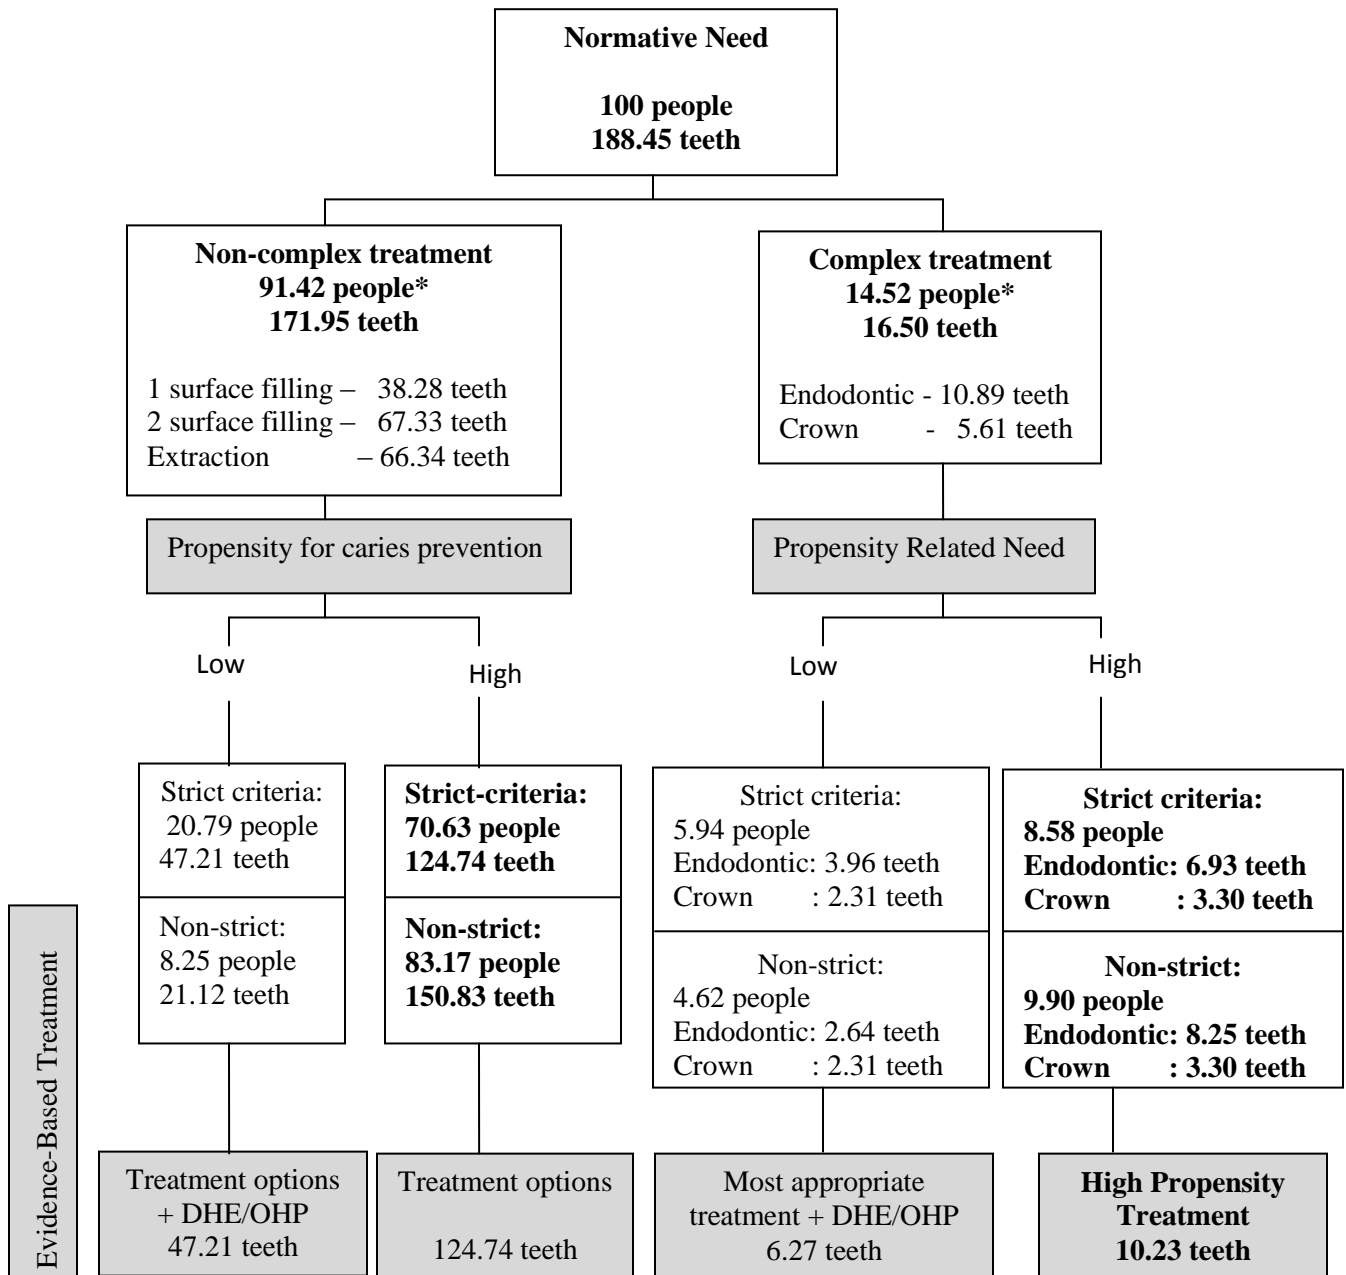 Normative Need
100 people
188.45 teeth
Non-complex treatment
91.42 people*
171.95 teeth
1 surface filling – 38.28 teeth
2 surface filling – 67.33 teeth
Extraction – 66.34 teeth
Complex treatment
14.52 people*
16.50 teeth
Endodontic - 10.89 teeth
Crown - 5.61 teeth
Propensity for caries prevention
Propensity Related Need
Low
High
Low
High
Strict criteria:
20.79 people
47.21 teeth
Non-strict:
8.25 people
21.12 teeth
Strict-criteria:
70.63 people
124.74 teeth
Non-strict:
83.17 people
150.83 teeth
Strict criteria:
5.94 people
Endodontic: 3.96 teeth
Crown : 2.31 teeth
Non-strict:
4.62 people
Endodontic: 2.64 teeth
Crown : 2.31 teeth
Strict criteria:
8.58 people
Endodontic: 6.93 teeth
Crown : 3.30 teeth
Non-strict:
9.90 people
Endodontic: 8.25 teeth
Crown : 3.30 teeth
Evidence-Based Treatment
Treatment options
+ DHE/OHP
47.21 teeth
Treatment options
124.74 teeth
Most appropriate
treatment + DHE/OHP
6.27 teeth
High Propensity
Treatment
10.23 teeth